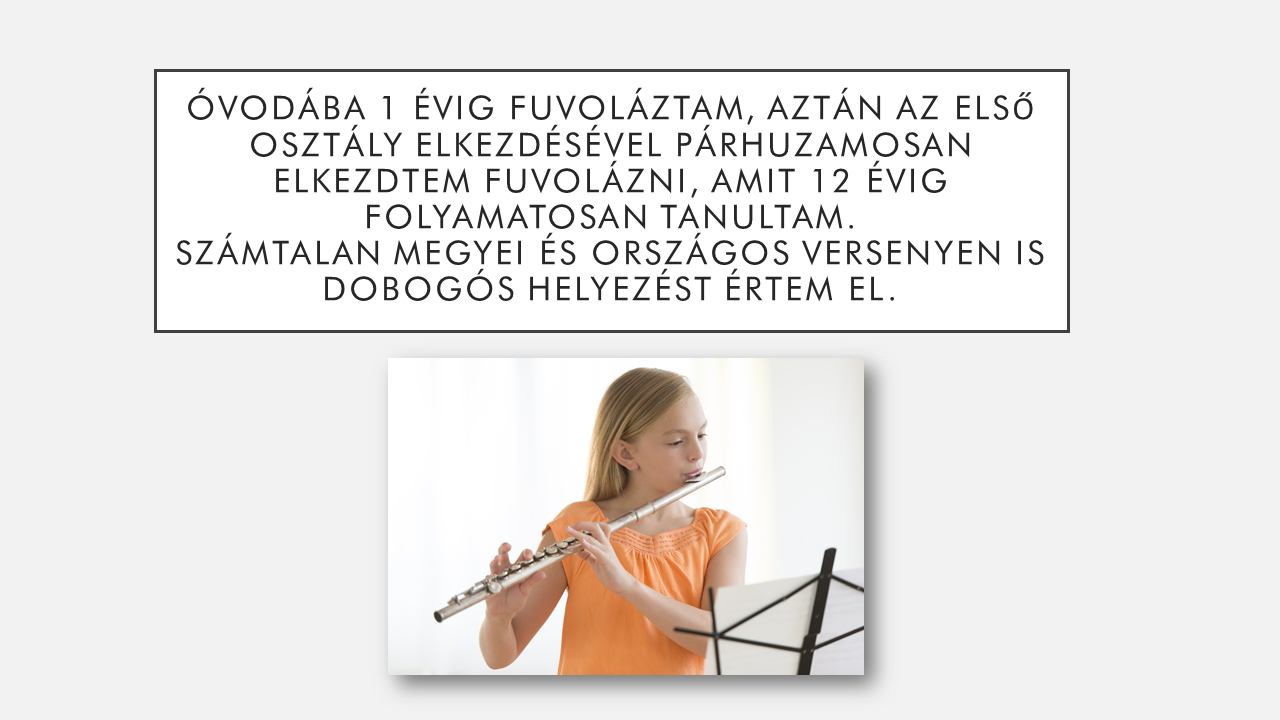 ÓVODÁBA 1 ÉVIG FUVOLÁZTAM, AZTÁN AZ ELSŐ
OSZTÁLY ELKEZDÉSÉVEL PÁRHUZAMOSAN
ELKEZDTEM FUVOLÁZNI, AMIT 12 ÉVIG
FOLYAMATOSAN TANULTAM.
SZÁMTALAN MEGYEI ÉS ORSZÁGOS VERSENYEN IS
DOBOGÓS HELYEZÉST ÉRTEM EL.